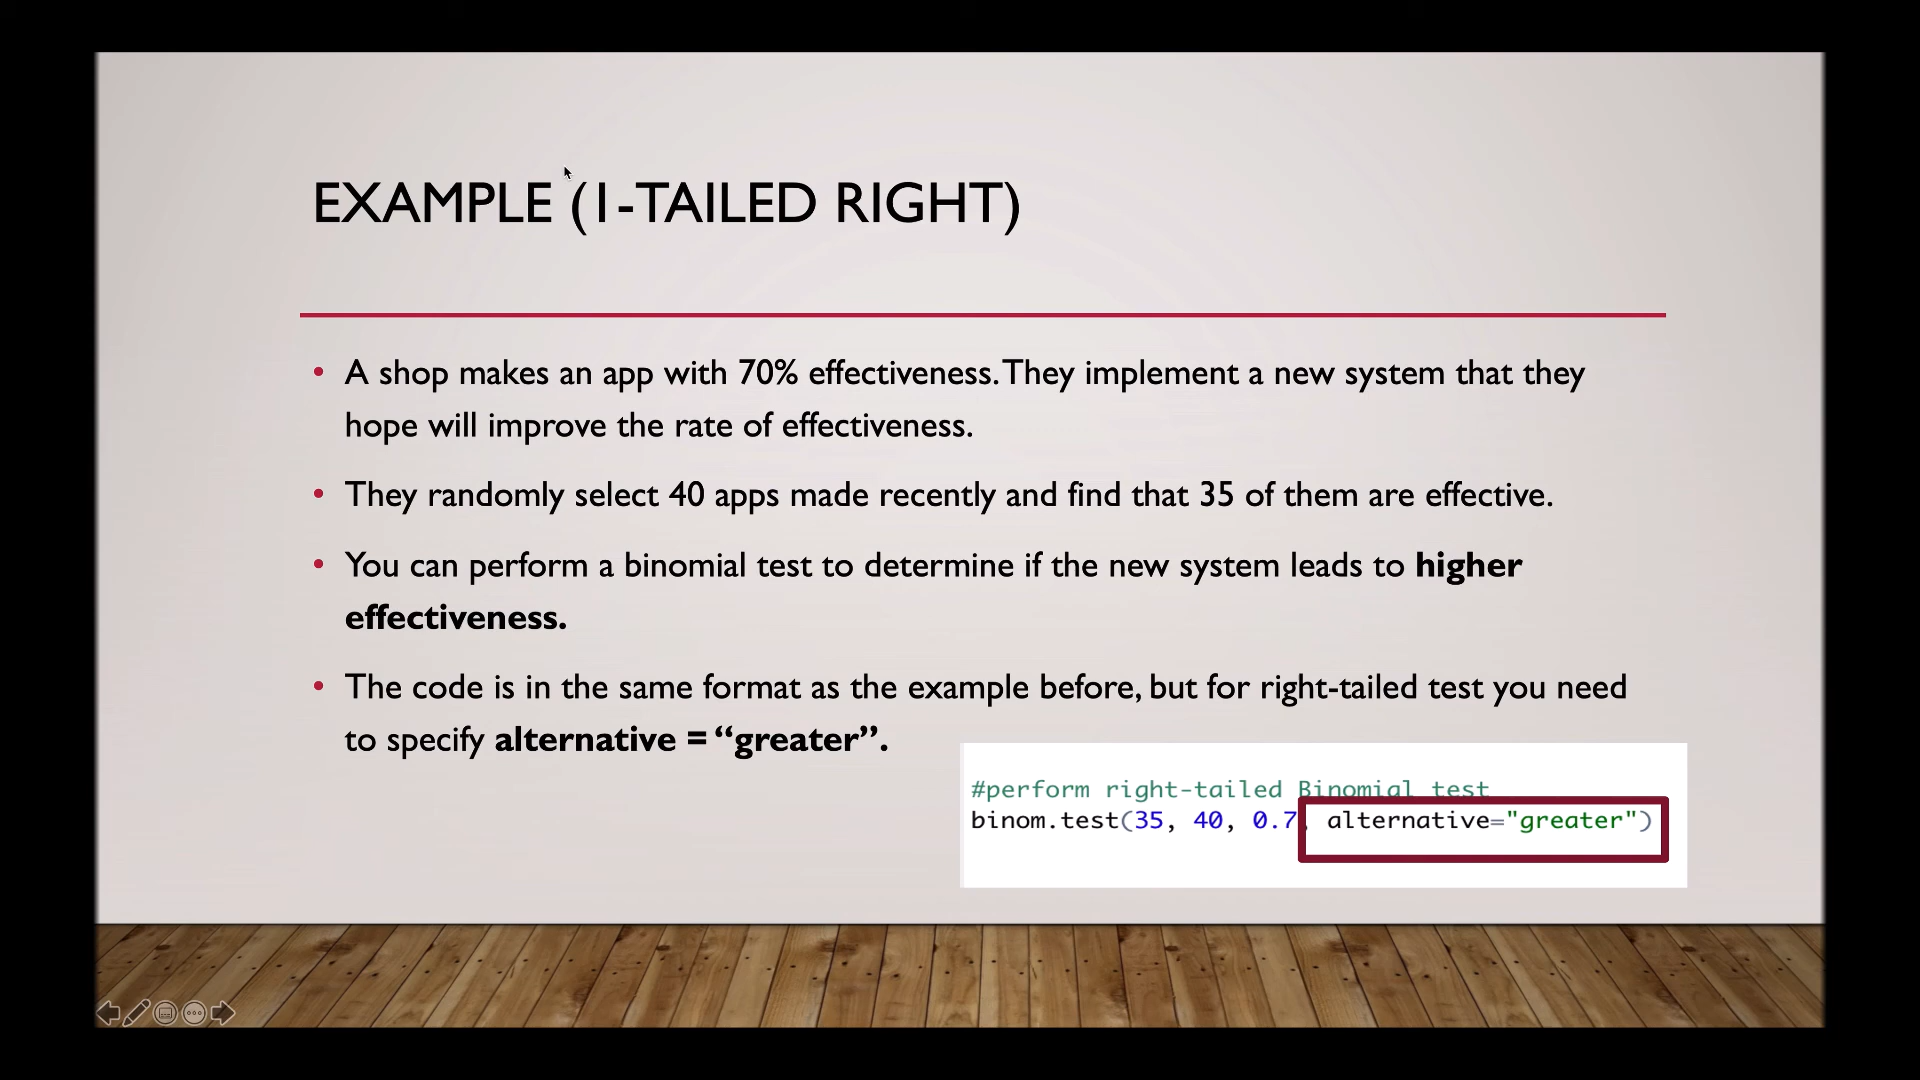 EXAMPLE (1-TAILED RIGHT)
• A shop makes an app with 70% effectiveness. They implement a new system that they
hope will improve the rate of effectiveness.
• They randomly select 40 apps made recently and find that 35 of them are effective.
• You can perform a binomial test to determine if the new system leads to higher
effectiveness.
• The code is in the same format as the example before, but for right-tailed test you need
to specify alternative = “greater”.
#perform right-tailed Binomial test
binom.test(35, 40, 0.7, alternative="greater")